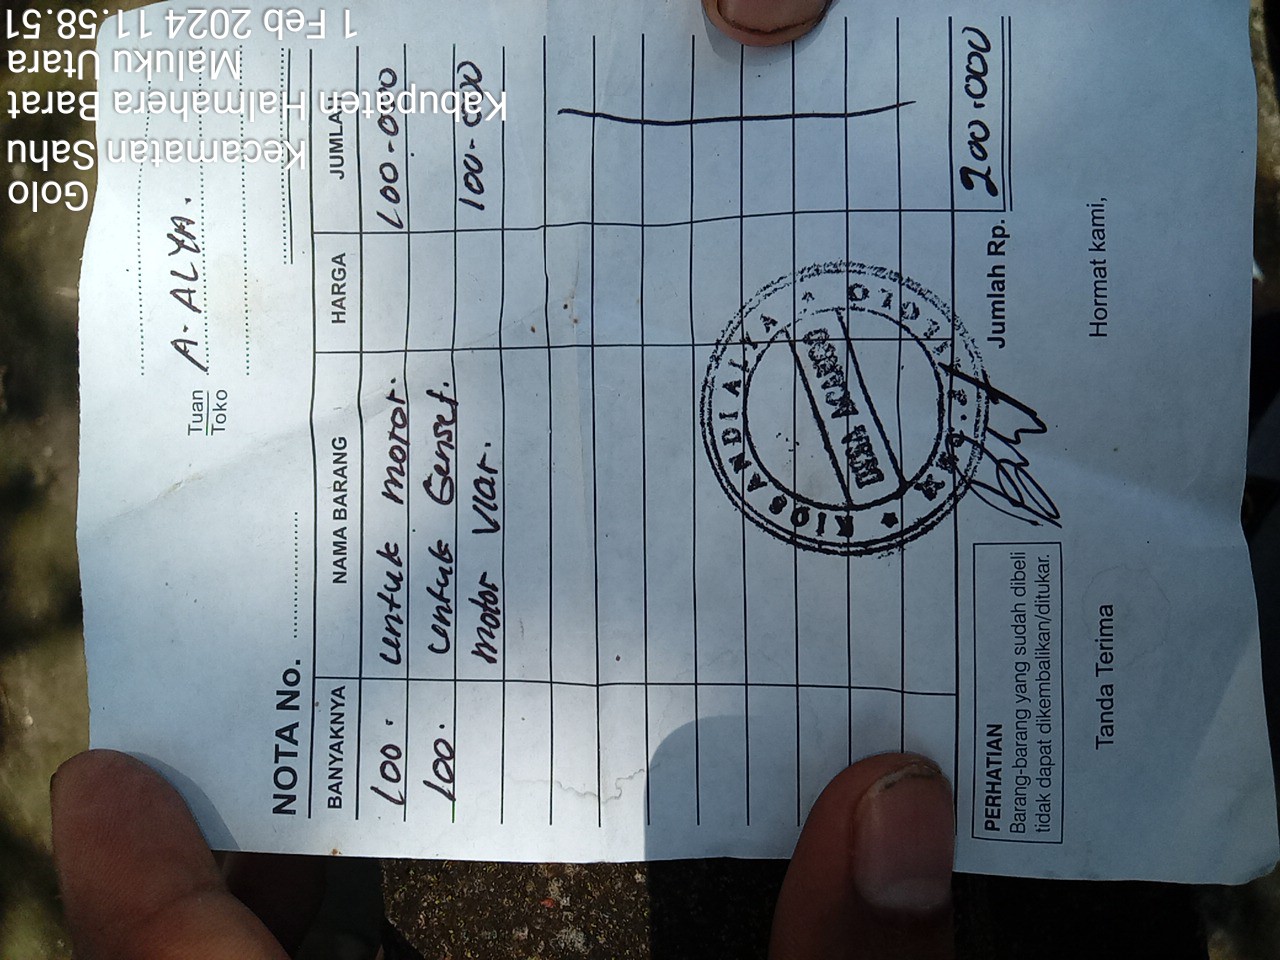 1 Feb 2024 11.58.51
Maluku Utara
Kabupaten Halmahera Barat
Kecamatan Sahu
Golo
Tuan
Toko
A. ALYA.
NOTA No.
BANYAKNYA NAMA BARANG HARGA JUMLAH
100. untuk motor. 100.000
100. untuk Genset. 100.000
motor VAR.
KIOS ANDI ALYA
DESA
Jumlah Rp. 200.000
PERHATIAN
Barang-barang yang sudah dibeli
tidak dapat dikembalikan/ditukar.
Tanda Terima Hormat kami,